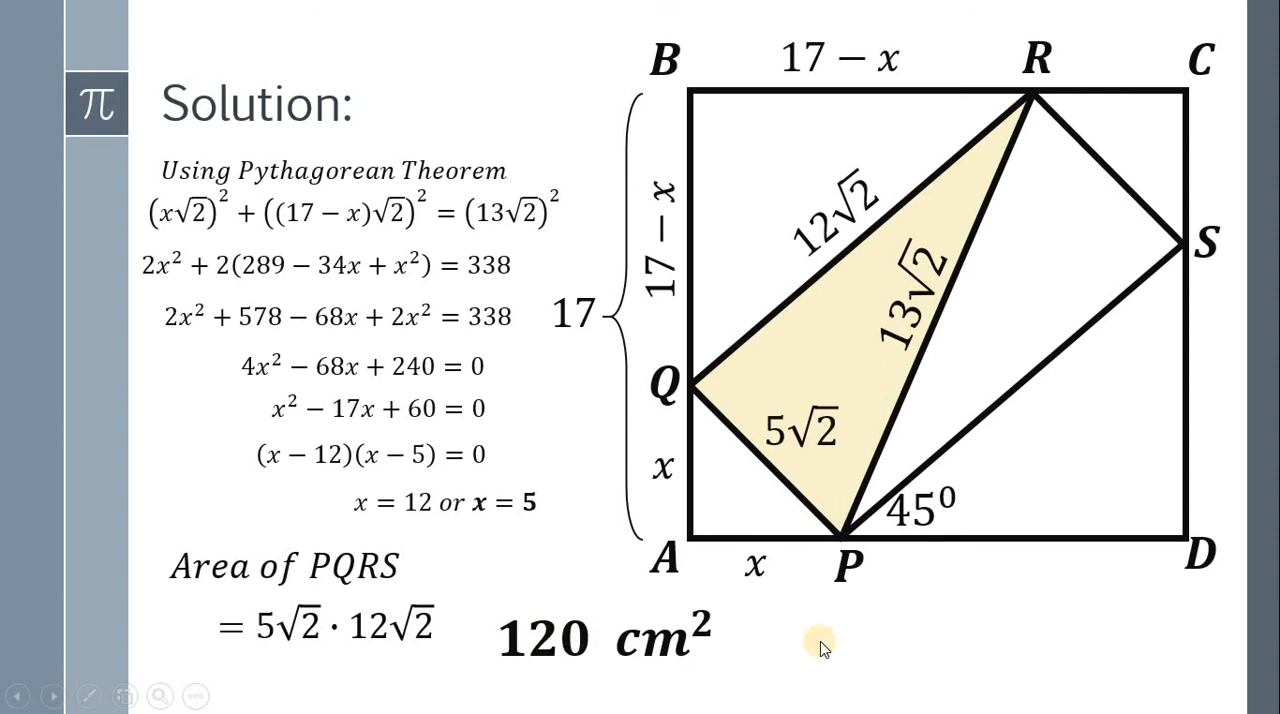 π Solution:
Using Pythagorean Theorem
(x√2)² + ((17 − x)√2)² = (13√2)²
2x² + 2(289 − 34x + x²) = 338
2x² + 578 − 68x + 2x² = 338
4x² − 68x + 240 = 0
x² − 17x + 60 = 0
(x − 12)(x − 5) = 0
x = 12 or x = 5
Area of PQRS
= 5√2 · 12√2
120 cm²
B 17 − x R C
12√2
17 − x
13√2
S
17
Q
5√2
x
45⁰
A x P D